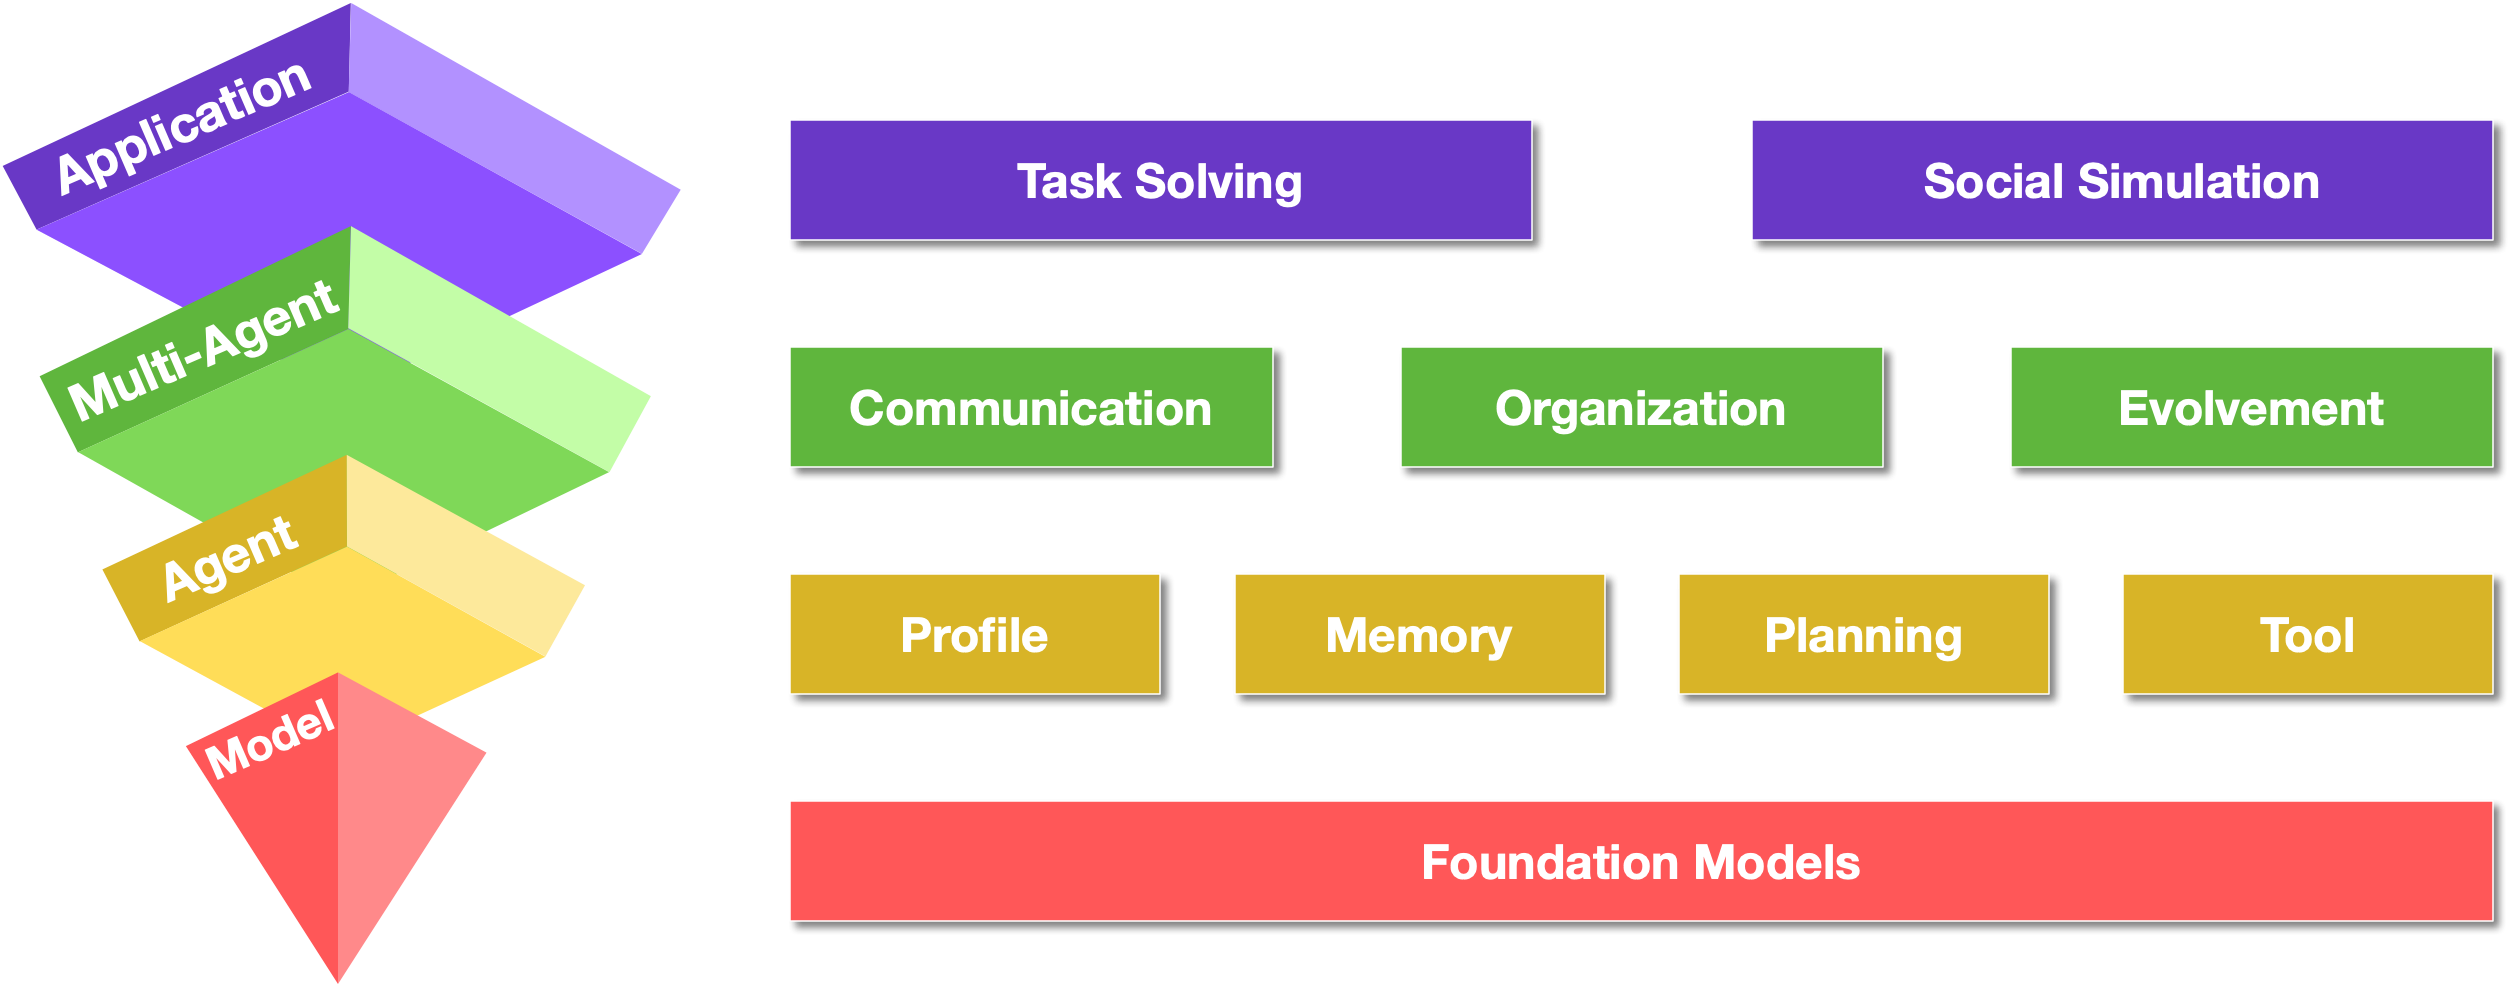 Application
Task Solving
Social Simulation
Multi-Agent
Communication
Organization
Evolvement
Agent
Profile
Memory
Planning
Tool
Model
Foundation Models